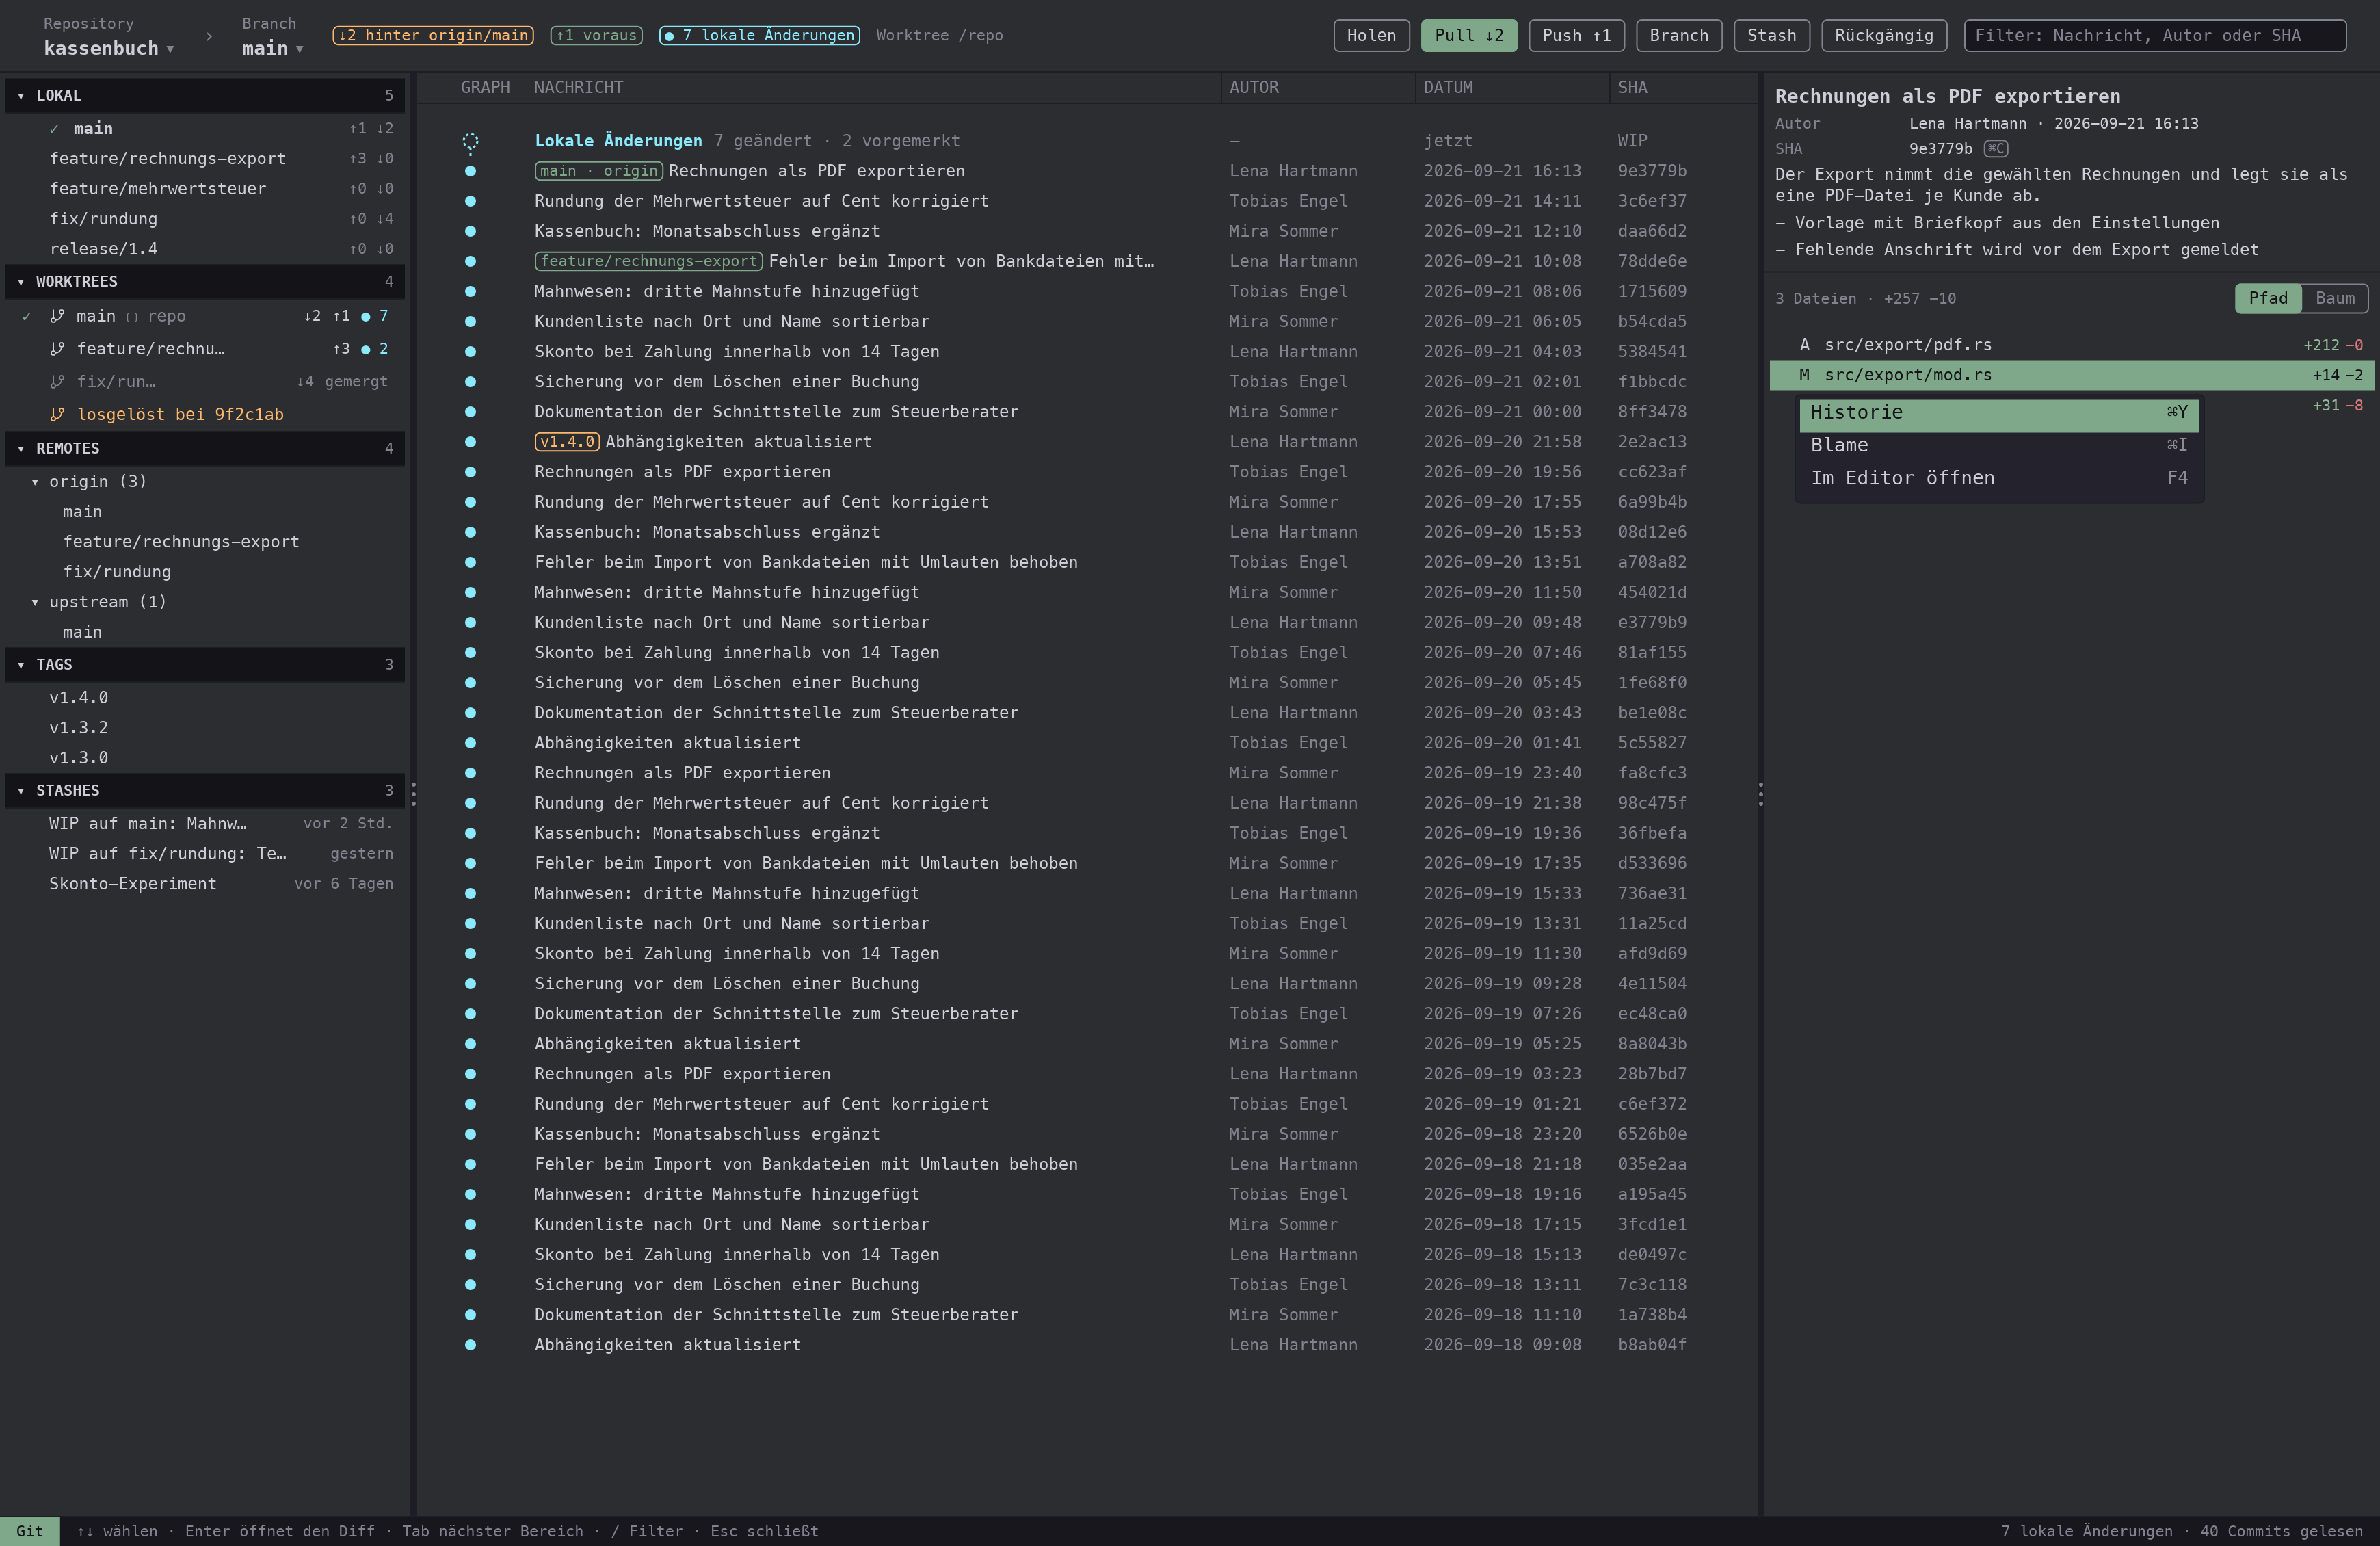 Repository
kassenbuch ▾
›
Branch
main ▾
↓2 hinter origin/main ↑1 voraus ● 7 lokale Änderungen Worktree /repo
Holen Pull ↓2 Push ↑1 Branch Stash Rückgängig Filter: Nachricht, Autor oder SHA
▾ LOKAL 5
✓ main ↑1 ↓2
feature/rechnungs-export ↑3 ↓0
feature/mehrwertsteuer ↑0 ↓0
fix/rundung ↑0 ↓4
release/1.4 ↑0 ↓0
▾ WORKTREES 4
✓ main ▢ repo ↓2 ↑1 ● 7
feature/rechnu… ↑3 ● 2
fix/run… ↓4 gemergt
losgelöst bei 9f2c1ab
▾ REMOTES 4
▾ origin (3)
main
feature/rechnungs-export
fix/rundung
▾ upstream (1)
main
▾ TAGS 3
v1.4.0
v1.3.2
v1.3.0
▾ STASHES 3
WIP auf main: Mahnw… vor 2 Std.
WIP auf fix/rundung: Te… gestern
Skonto-Experiment vor 6 Tagen
GRAPH NACHRICHT AUTOR DATUM SHA
Lokale Änderungen 7 geändert · 2 vorgemerkt — jetzt WIP
main · origin Rechnungen als PDF exportieren Lena Hartmann 2026-09-21 16:13 9e3779b
Rundung der Mehrwertsteuer auf Cent korrigiert Tobias Engel 2026-09-21 14:11 3c6ef37
Kassenbuch: Monatsabschluss ergänzt Mira Sommer 2026-09-21 12:10 daa66d2
feature/rechnungs-export Fehler beim Import von Bankdateien mit… Lena Hartmann 2026-09-21 10:08 78dde6e
Mahnwesen: dritte Mahnstufe hinzugefügt Tobias Engel 2026-09-21 08:06 1715609
Kundenliste nach Ort und Name sortierbar Mira Sommer 2026-09-21 06:05 b54cda5
Skonto bei Zahlung innerhalb von 14 Tagen Lena Hartmann 2026-09-21 04:03 5384541
Sicherung vor dem Löschen einer Buchung Tobias Engel 2026-09-21 02:01 f1bbcdc
Dokumentation der Schnittstelle zum Steuerberater Mira Sommer 2026-09-21 00:00 8ff3478
v1.4.0 Abhängigkeiten aktualisiert Lena Hartmann 2026-09-20 21:58 2e2ac13
Rechnungen als PDF exportieren Tobias Engel 2026-09-20 19:56 cc623af
Rundung der Mehrwertsteuer auf Cent korrigiert Mira Sommer 2026-09-20 17:55 6a99b4b
Kassenbuch: Monatsabschluss ergänzt Lena Hartmann 2026-09-20 15:53 08d12e6
Fehler beim Import von Bankdateien mit Umlauten behoben Tobias Engel 2026-09-20 13:51 a708a82
Mahnwesen: dritte Mahnstufe hinzugefügt Mira Sommer 2026-09-20 11:50 454021d
Kundenliste nach Ort und Name sortierbar Lena Hartmann 2026-09-20 09:48 e3779b9
Skonto bei Zahlung innerhalb von 14 Tagen Tobias Engel 2026-09-20 07:46 81af155
Sicherung vor dem Löschen einer Buchung Mira Sommer 2026-09-20 05:45 1fe68f0
Dokumentation der Schnittstelle zum Steuerberater Lena Hartmann 2026-09-20 03:43 be1e08c
Abhängigkeiten aktualisiert Tobias Engel 2026-09-20 01:41 5c55827
Rechnungen als PDF exportieren Mira Sommer 2026-09-19 23:40 fa8cfc3
Rundung der Mehrwertsteuer auf Cent korrigiert Lena Hartmann 2026-09-19 21:38 98c475f
Kassenbuch: Monatsabschluss ergänzt Tobias Engel 2026-09-19 19:36 36fbefa
Fehler beim Import von Bankdateien mit Umlauten behoben Mira Sommer 2026-09-19 17:35 d533696
Mahnwesen: dritte Mahnstufe hinzugefügt Lena Hartmann 2026-09-19 15:33 736ae31
Kundenliste nach Ort und Name sortierbar Tobias Engel 2026-09-19 13:31 11a25cd
Skonto bei Zahlung innerhalb von 14 Tagen Mira Sommer 2026-09-19 11:30 afd9d69
Sicherung vor dem Löschen einer Buchung Lena Hartmann 2026-09-19 09:28 4e11504
Dokumentation der Schnittstelle zum Steuerberater Tobias Engel 2026-09-19 07:26 ec48ca0
Abhängigkeiten aktualisiert Mira Sommer 2026-09-19 05:25 8a8043b
Rechnungen als PDF exportieren Lena Hartmann 2026-09-19 03:23 28b7bd7
Rundung der Mehrwertsteuer auf Cent korrigiert Tobias Engel 2026-09-19 01:21 c6ef372
Kassenbuch: Monatsabschluss ergänzt Mira Sommer 2026-09-18 23:20 6526b0e
Fehler beim Import von Bankdateien mit Umlauten behoben Lena Hartmann 2026-09-18 21:18 035e2aa
Mahnwesen: dritte Mahnstufe hinzugefügt Tobias Engel 2026-09-18 19:16 a195a45
Kundenliste nach Ort und Name sortierbar Mira Sommer 2026-09-18 17:15 3fcd1e1
Skonto bei Zahlung innerhalb von 14 Tagen Lena Hartmann 2026-09-18 15:13 de0497c
Sicherung vor dem Löschen einer Buchung Tobias Engel 2026-09-18 13:11 7c3c118
Dokumentation der Schnittstelle zum Steuerberater Mira Sommer 2026-09-18 11:10 1a738b4
Abhängigkeiten aktualisiert Lena Hartmann 2026-09-18 09:08 b8ab04f
Rechnungen als PDF exportieren
Autor Lena Hartmann · 2026-09-21 16:13
SHA 9e3779b ⌘C
Der Export nimmt die gewählten Rechnungen und legt sie als
eine PDF-Datei je Kunde ab.
– Vorlage mit Briefkopf aus den Einstellungen
– Fehlende Anschrift wird vor dem Export gemeldet
3 Dateien · +257 −10 Pfad Baum
A src/export/pdf.rs +212 −0
M src/export/mod.rs +14 −2
+31 −8
Historie ⌘Y
Blame ⌘I
Im Editor öffnen F4
Git ↑↓ wählen · Enter öffnet den Diff · Tab nächster Bereich · / Filter · Esc schließt
7 lokale Änderungen · 40 Commits gelesen